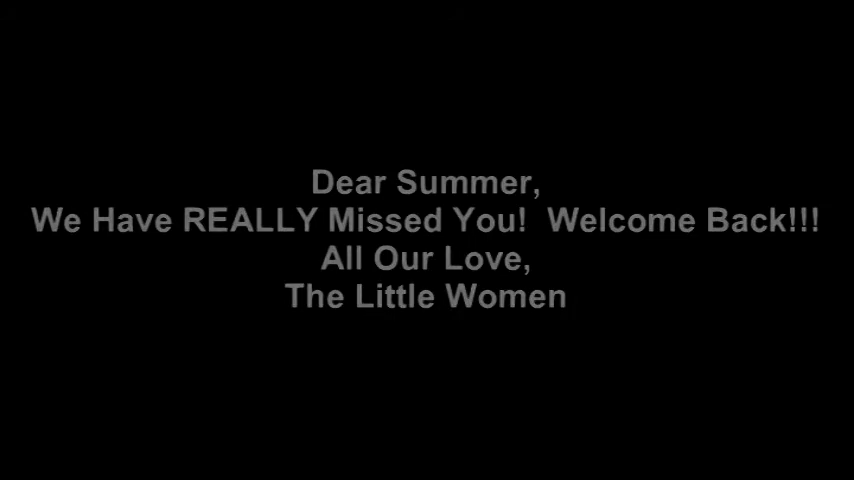 Dear Summer,
We Have REALLY Missed You!  Welcome Back!!!
All Our Love,
The Little Women